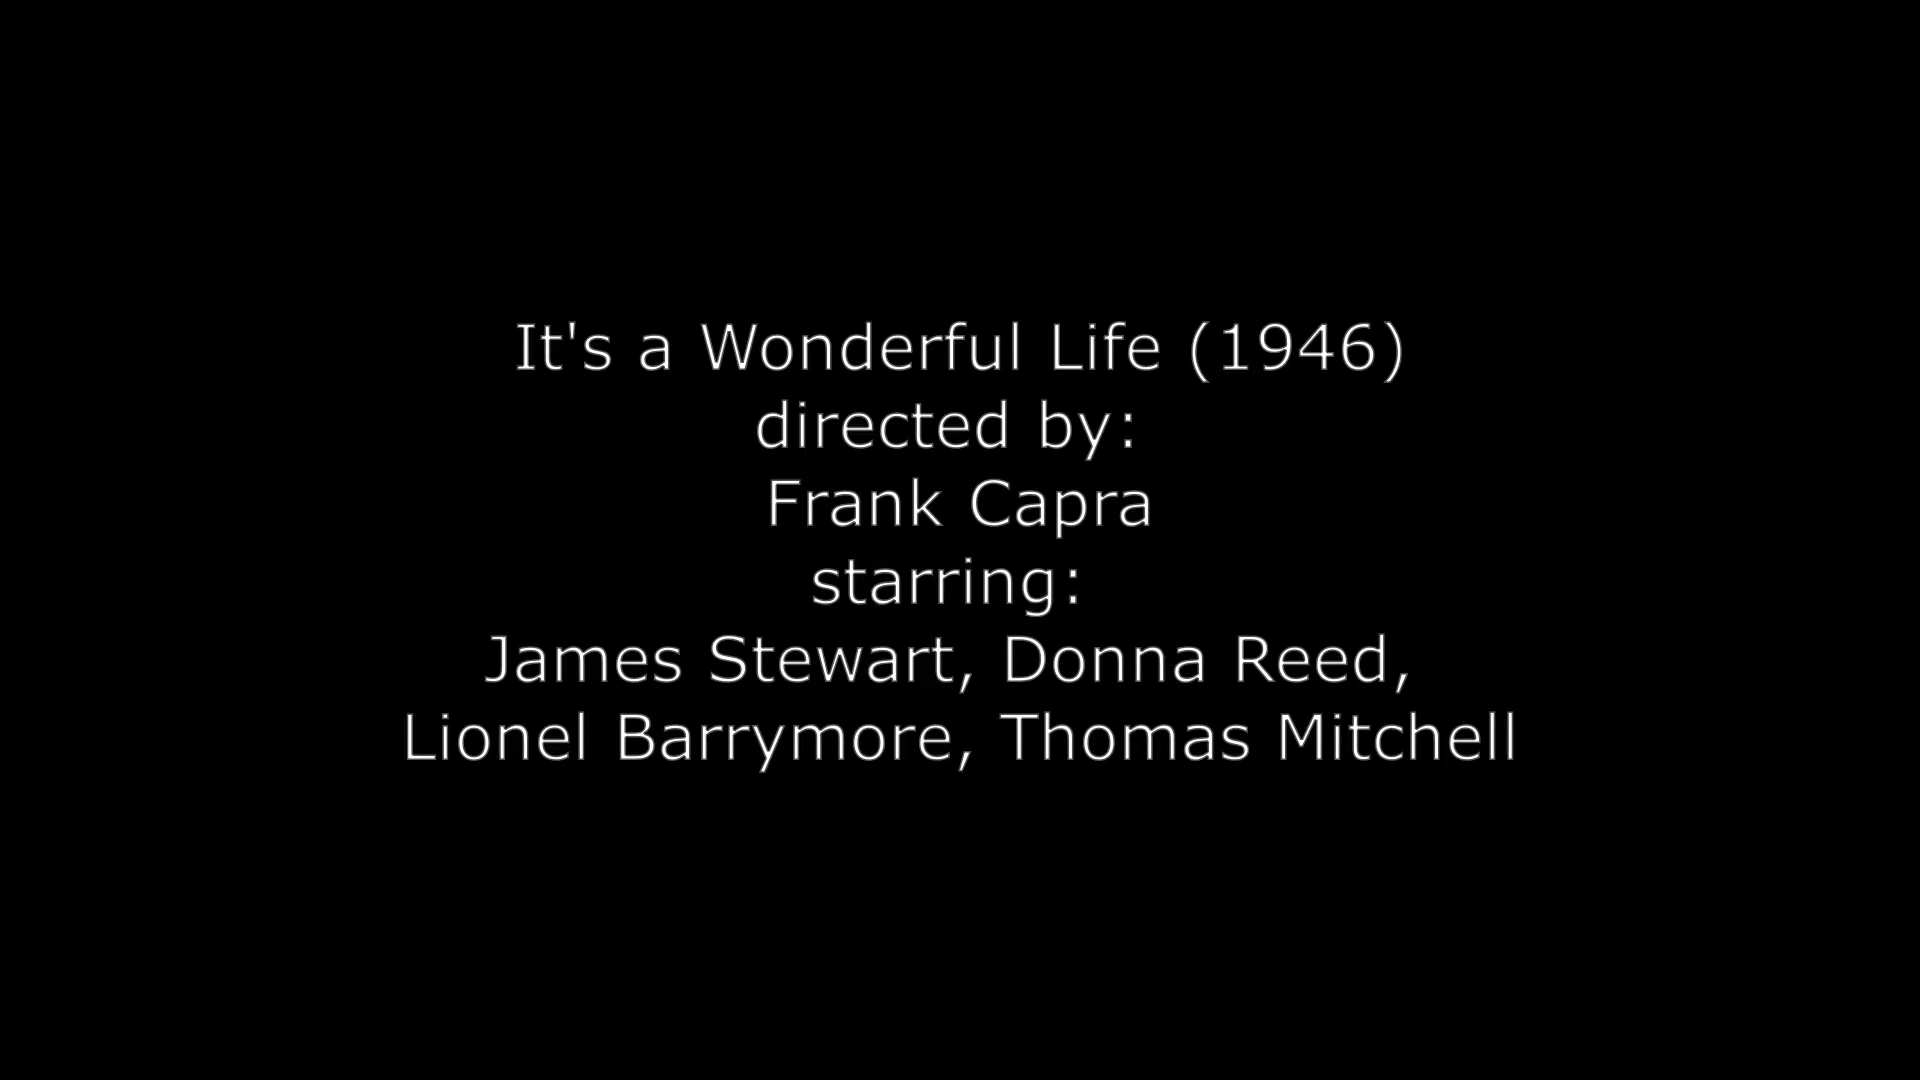 It's a Wonderful Life (1946)
directed by:
Frank Capra
starring:
James Stewart, Donna Reed,
Lionel Barrymore, Thomas Mitchell